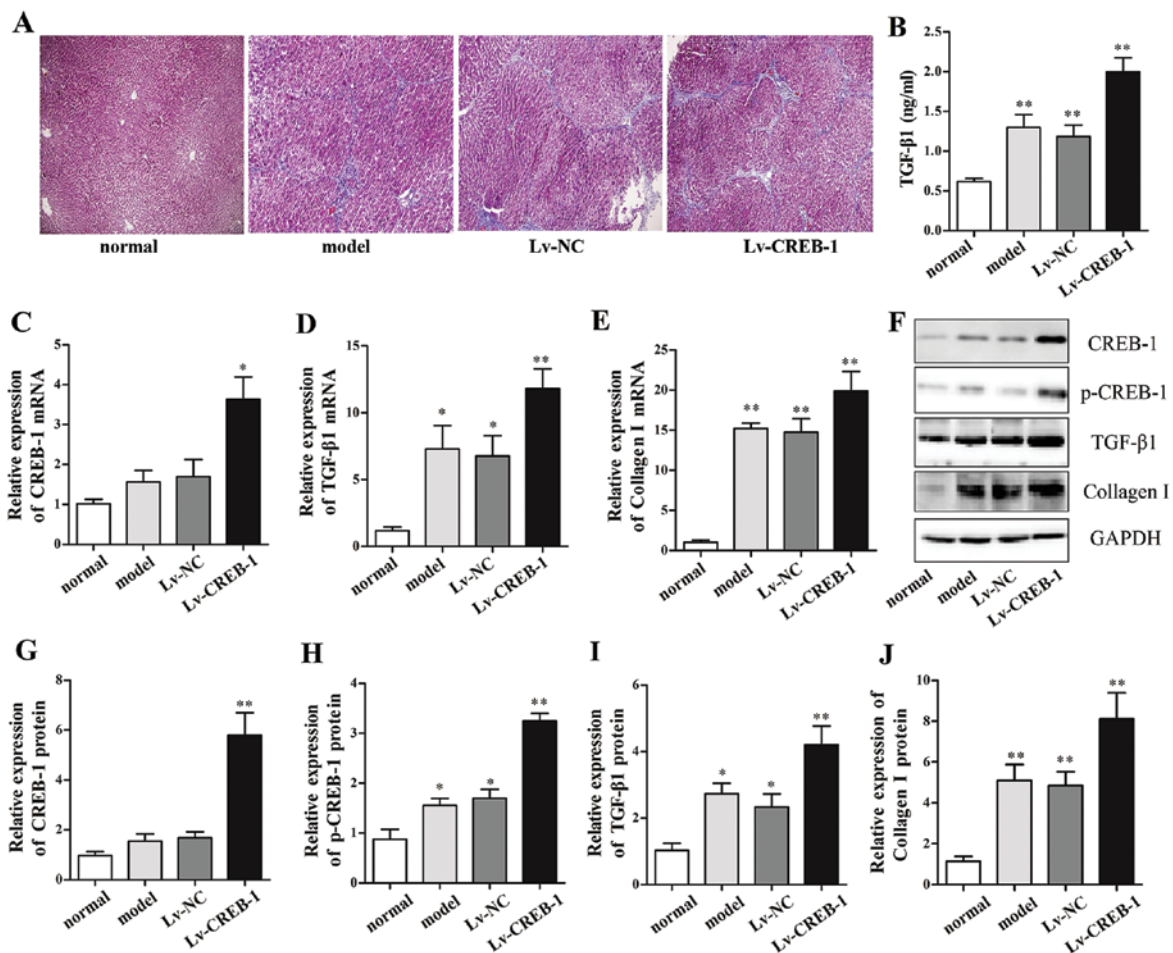 A
normal
model
Lv-NC
Lv-CREB-1
B
TGF-β1 (ng/ml)
2.5
2.0
1.5
1.0
0.5
0.0
**
**
**
normal
model
Lv-NC
Lv-CREB-1
C
Relative expression
of CREB-1 mRNA
5
4
3
2
1
0
*
normal
model
Lv-NC
Lv-CREB-1
D
Relative expression
of TGF-β1 mRNA
15
10
5
0
*
*
**
normal
model
Lv-NC
Lv-CREB-1
E
Relative expression
of Collagen I mRNA
25
20
15
10
5
0
**
**
**
normal
model
Lv-NC
Lv-CREB-1
F
CREB-1
p-CREB-1
TGF-β1
Collagen I
GAPDH
normal
model
Lv-NC
Lv-CREB-1
G
Relative expression
of CREB-1 protein
8
6
4
2
0
**
normal
model
Lv-NC
Lv-CREB-1
H
Relative expression
of p-CREB-1 protein
4
3
2
1
0
*
*
**
normal
model
Lv-NC
Lv-CREB-1
I
Relative expression
of TGF-β1 protein
6
4
2
0
*
*
**
normal
model
Lv-NC
Lv-CREB-1
J
Relative expression of
Collagen I protein
10
8
6
4
2
0
**
**
**
normal
model
Lv-NC
Lv-CREB-1